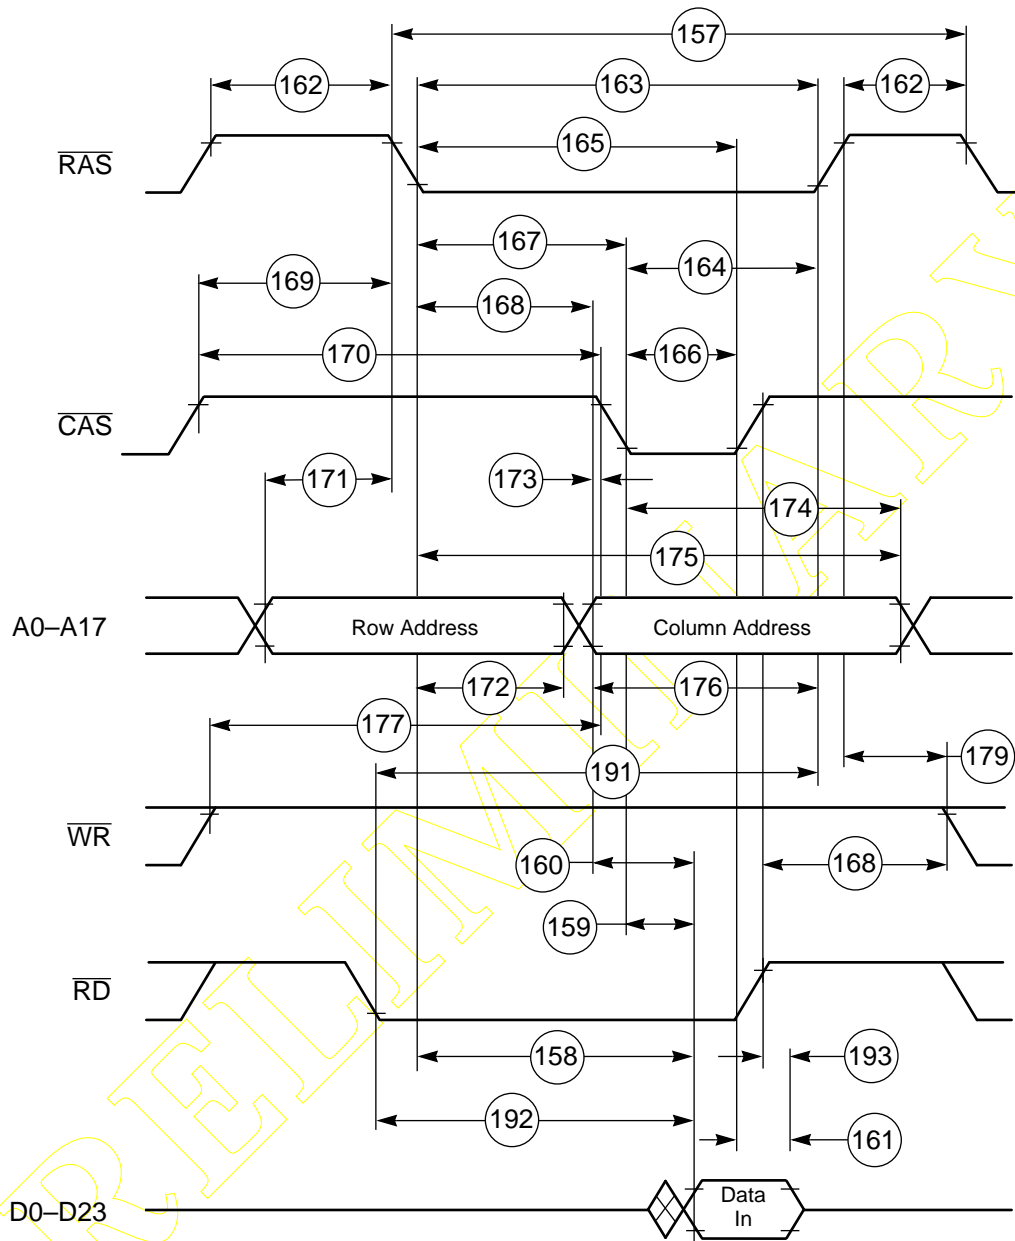 157
162
163
162
165
RAS
167
164
169
168
170
166
CAS
171
173
174
175
A0–A17
Row Address
Column Address
172
176
177
191
179
WR
160
168
159
RD
158
193
192
161
D0–D23
Data
In
PRELIMINARY